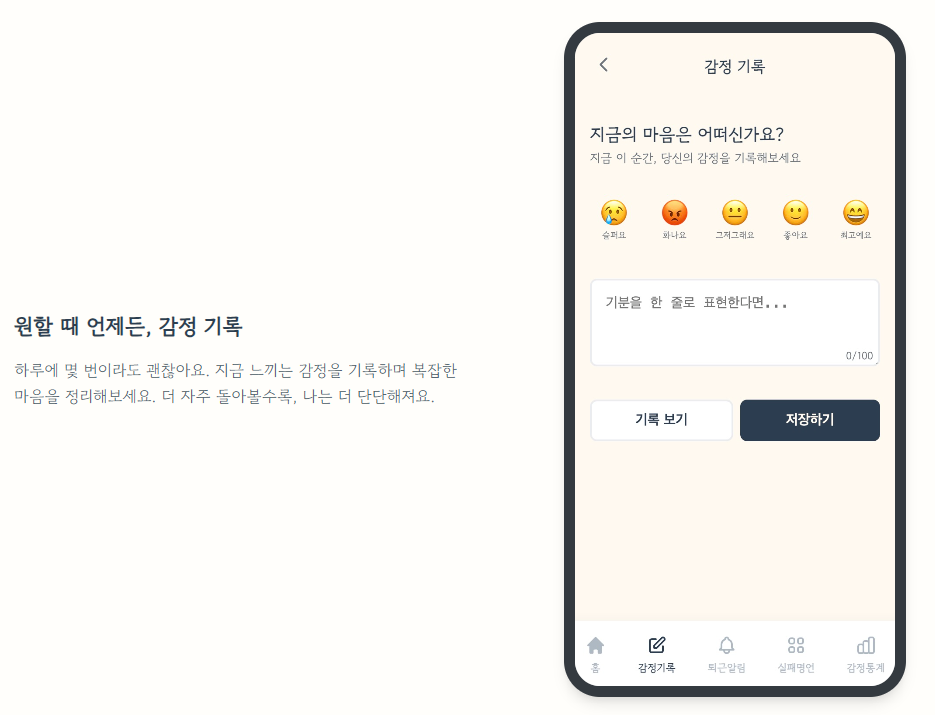 원할 때 언제든, 감정 기록
하루에 몇 번이라도 괜찮아요. 지금 느끼는 감정을 기록하며 복잡한
마음을 정리해보세요. 더 자주 돌아볼수록, 나는 더 단단해져요.
감정 기록
지금의 마음은 어떠신가요?
지금 이 순간, 당신의 감정을 기록해보세요
슬퍼요 화나요 그저그래요 좋아요 최고예요
기분을 한 줄로 표현한다면...
0/100
기록 보기 저장하기
홈 감정기록 퇴근알림 실패명언 감정통계